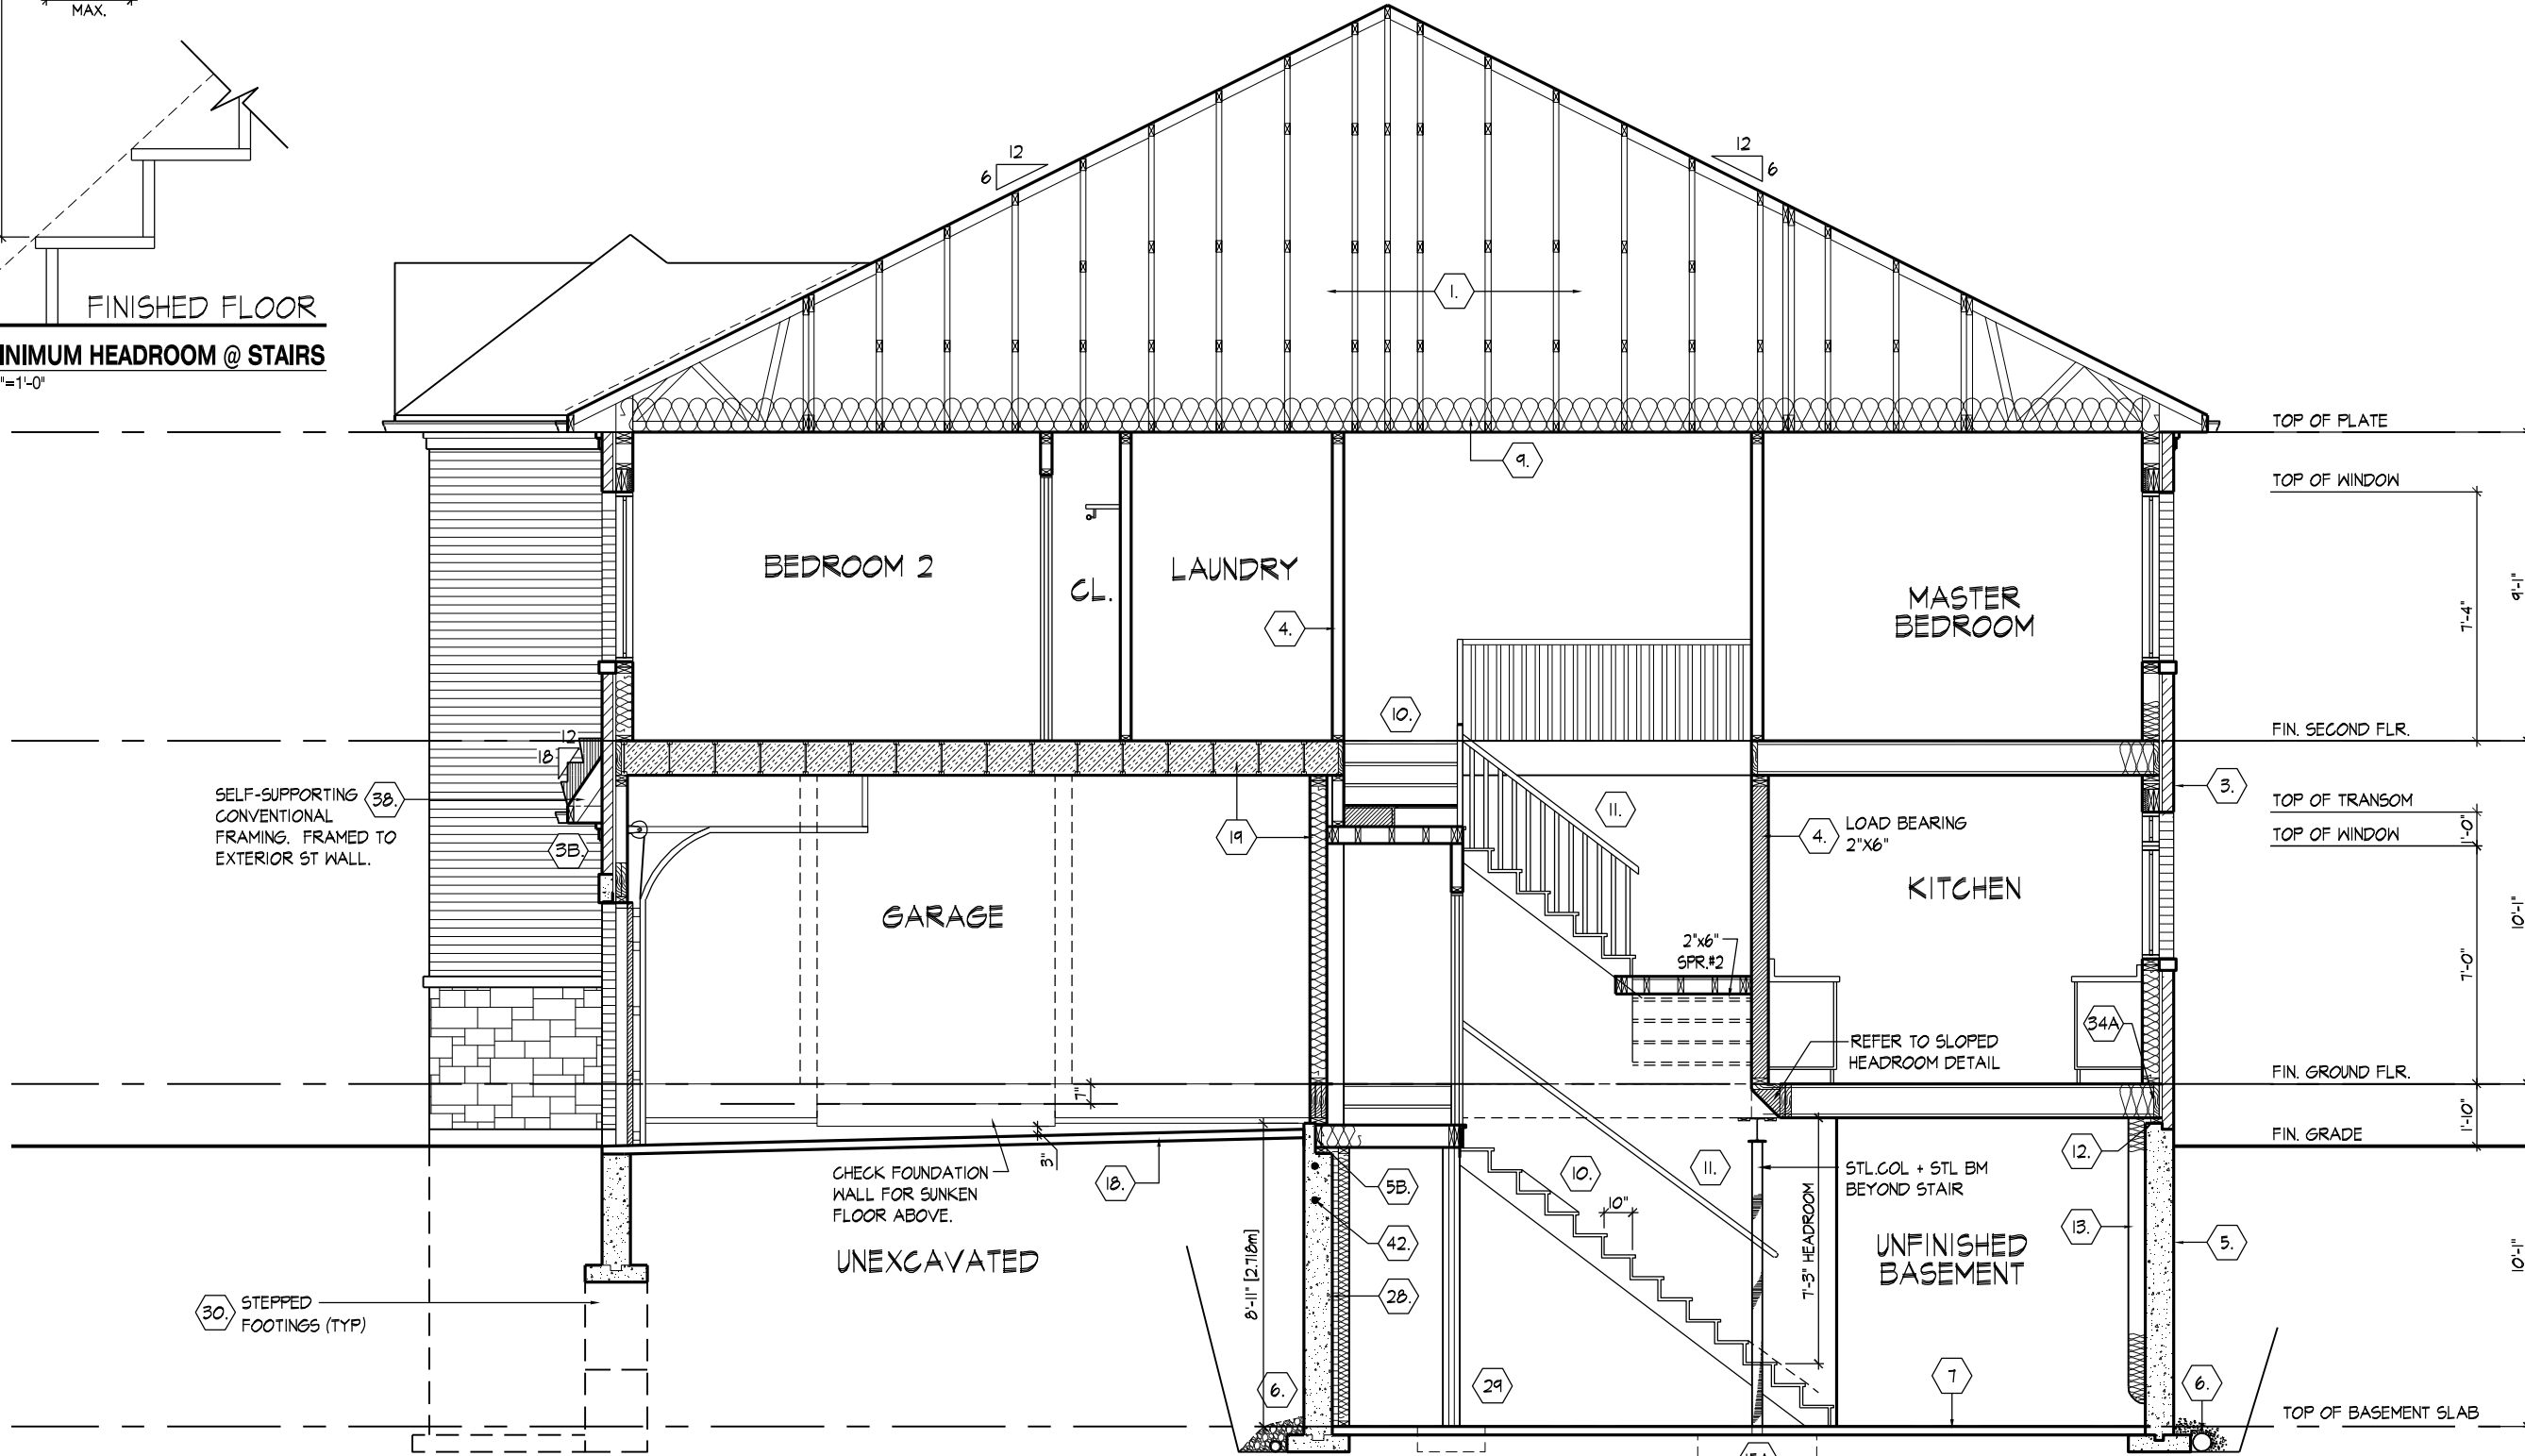 MAX.
FINISHED FLOOR
INIMUM HEADROOM @ STAIRS
"=1'-0"
12
6
12
6
1.
TOP OF PLATE
9.
TOP OF WINDOW
BEDROOM 2
CL.
LAUNDRY
4.
MASTER
BEDROOM
7'-4"
9'-1"
10.
FIN. SECOND FLR.
12
18
SELF-SUPPORTING
CONVENTIONAL
FRAMING. FRAMED TO
EXTERIOR ST WALL.
38.
3B.
19
11.
4.
LOAD BEARING
2"X6"
3.
TOP OF TRANSOM
1'-0"
TOP OF WINDOW
GARAGE
KITCHEN
2"x6"
SPR.#2
7'-0"
10'-1"
34A
REFER TO SLOPED
HEADROOM DETAIL
FIN. GROUND FLR.
7"
1'-10"
FIN. GRADE
3"
CHECK FOUNDATION
WALL FOR SUNKEN
FLOOR ABOVE.
18.
5B.
10.
10"
11.
STL.COL + STL BM
BEYOND STAIR
12.
13.
5.
42.
28.
UNEXCAVATED
8'-11" [2.718m]
7'-3" HEADROOM
UNFINISHED
BASEMENT
10'-1"
30.
STEPPED
FOOTINGS (TYP)
6.
29
7
6.
TOP OF BASEMENT SLAB